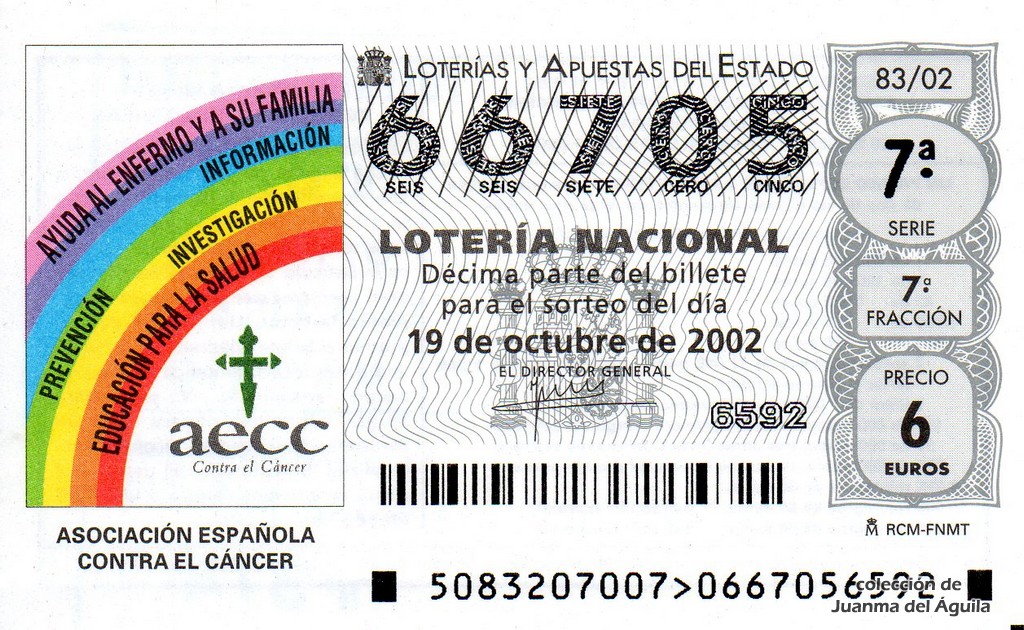 AYUDA AL ENFERMO Y A SU FAMILIA
INFORMACIÓN
INVESTIGACIÓN
PREVENCIÓN
EDUCACIÓN PARA LA SALUD
aecc
Contra el Cáncer
ASOCIACIÓN ESPAÑOLA
CONTRA EL CÁNCER
LOTERÍAS Y APUESTAS DEL ESTADO
66705
SEIS SEIS SIETE CERO CINCO
LOTERÍA NACIONAL
Décima parte del billete
para el sorteo del día
19 de octubre de 2002
EL DIRECTOR GENERAL
6592
83/02
7ª
SERIE
7ª
FRACCIÓN
PRECIO
6
EUROS
RCM-FNMT
5083207007>0667056592
colección de
Juanma del Águila